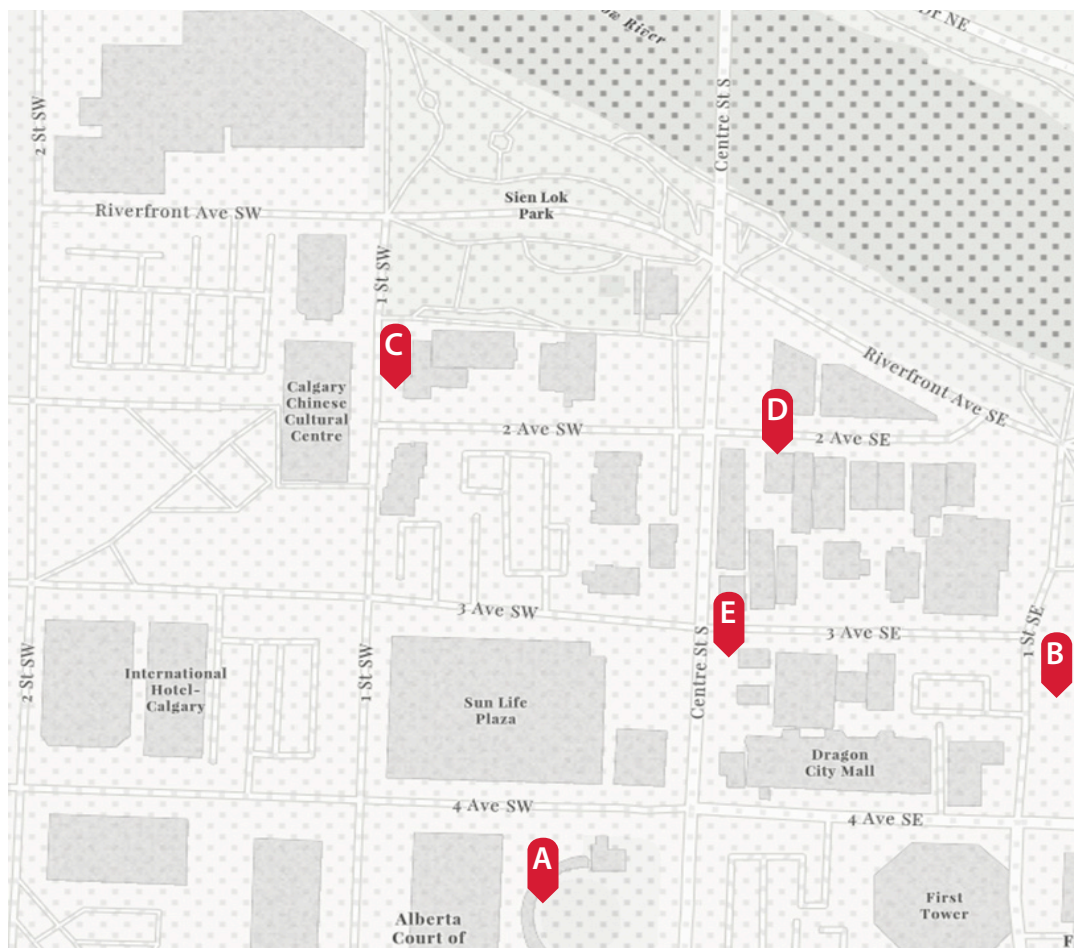 River
Dr NE
2 St SW
Centre St S
Riverfront Ave SW
Sien Lok
Park
1 St SW
C
Calgary
Chinese
Cultural
Centre
Riverfront Ave SE
D
2 Ave SW
2 Ave SE
E
3 Ave SW
3 Ave SE
1 St SE
B
2 St SW
International
Hotel-
Calgary
1 St SW
Sun Life
Plaza
Centre St S
Dragon
City Mall
4 Ave SW
4 Ave SE
A
First
Tower
Alberta
Court of
F